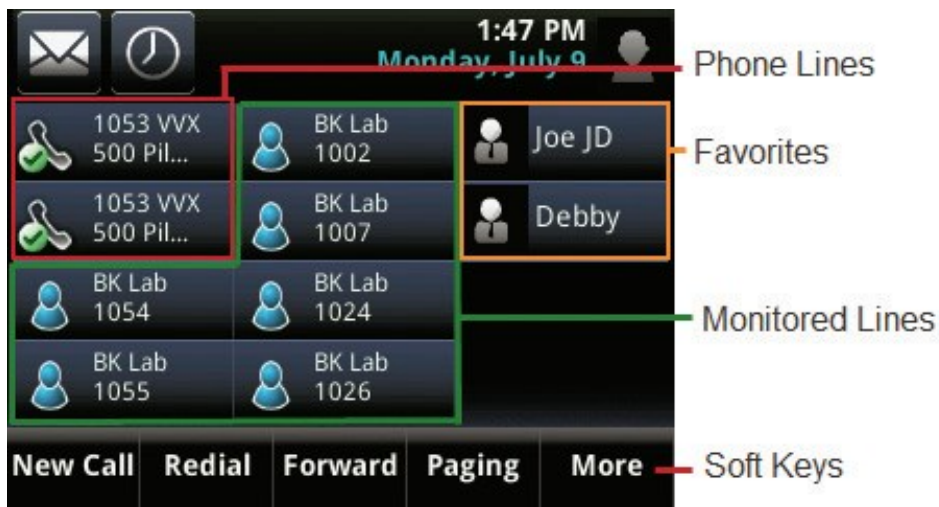 1:47 PM
Monday, July 9
Phone Lines
1053 VVX
500 Pil...
BK Lab
1002
Joe JD
Favorites
1053 VVX
500 Pil...
BK Lab
1007
Debby
BK Lab
1054
BK Lab
1024
Monitored Lines
BK Lab
1055
BK Lab
1026
New Call Redial Forward Paging More
Soft Keys